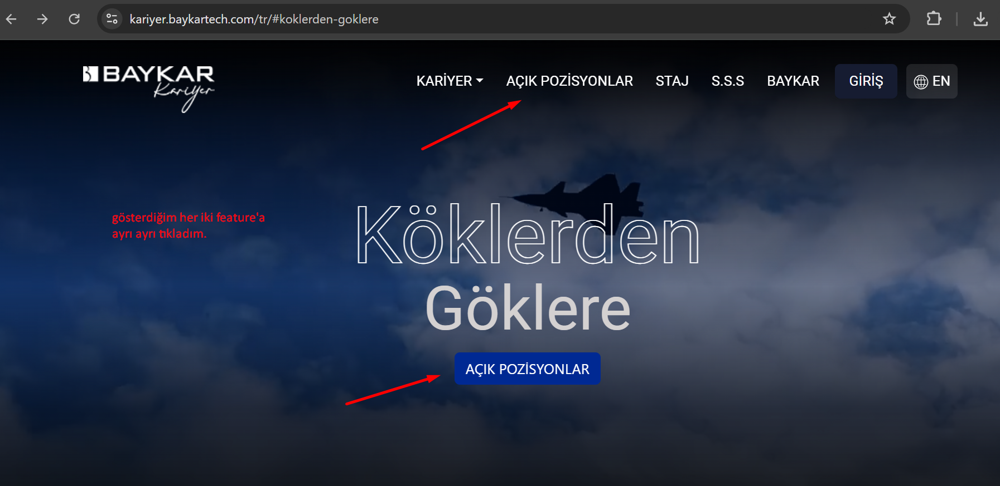 kariyer.baykartech.com/tr/#koklerden-goklere
BAYKAR
Kariyer
KARİYER
AÇIK POZİSYONLAR
STAJ
S.S.S
BAYKAR
GİRİŞ
EN
gösterdiğim her iki feature'a
ayrı ayrı tıkladım.
Köklerden
Göklere
AÇIK POZİSYONLAR